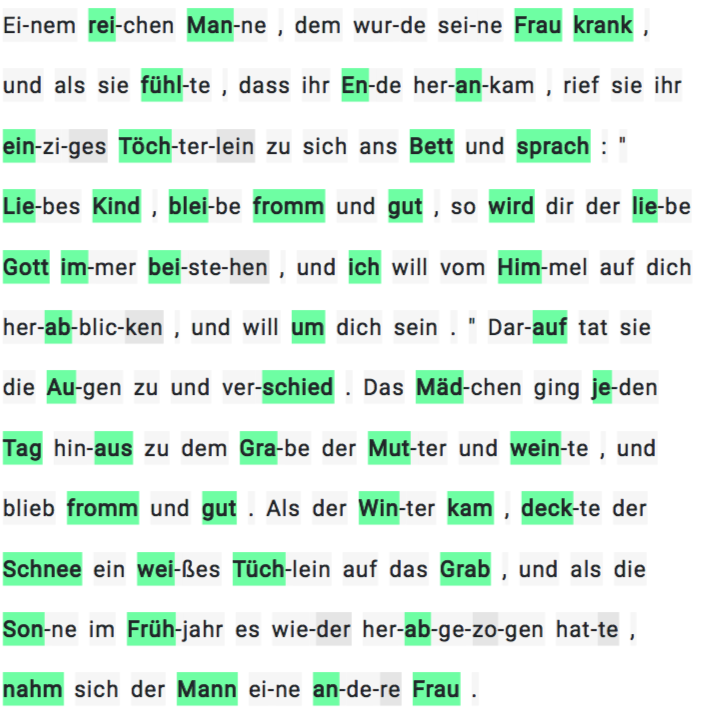 Ei-nem rei-chen Man-ne , dem wur-de sei-ne Frau krank ,
und als sie fühl-te , dass ihr En-de her-an-kam , rief sie ihr
ein-zi-ges Töch-ter-lein zu sich ans Bett und sprach : "
Lie-bes Kind , blei-be fromm und gut , so wird dir der lie-be
Gott im-mer bei-ste-hen , und ich will vom Him-mel auf dich
her-ab-blic-ken , und will um dich sein . " Dar-auf tat sie
die Au-gen zu und ver-schied . Das Mäd-chen ging je-den
Tag hin-aus zu dem Gra-be der Mut-ter und wein-te , und
blieb fromm und gut . Als der Win-ter kam , deck-te der
Schnee ein wei-ßes Tüch-lein auf das Grab , und als die
Son-ne im Früh-jahr es wie-der her-ab-ge-zo-gen hat-te ,
nahm sich der Mann ei-ne an-de-re Frau .